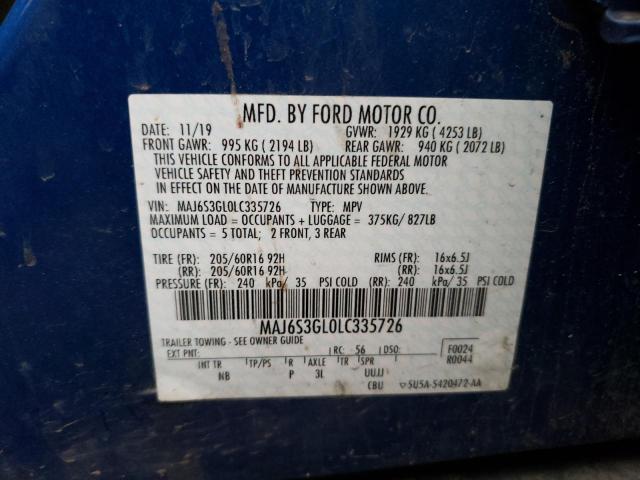 MFD. BY FORD MOTOR CO.
DATE: 11/19 GVWR: 1929 KG ( 4253 LB)
FRONT GAWR: 995 KG ( 2194 LB) REAR GAWR: 940 KG ( 2072 LB)
THIS VEHICLE CONFORMS TO ALL APPLICABLE FEDERAL MOTOR
VEHICLE SAFETY AND THEFT PREVENTION STANDARDS
IN EFFECT ON THE DATE OF MANUFACTURE SHOWN ABOVE.
VIN: MAJ6S3GL0LC335726 TYPE: MPV
MAXIMUM LOAD = OCCUPANTS + LUGGAGE = 375KG/ 827LB
OCCUPANTS = 5 TOTAL; 2 FRONT, 3 REAR
TIRE (FR): 205/60R16 92H RIMS (FR): 16x6.5J
(RR): 205/60R16 92H (RR): 16x6.5J
PRESSURE (FR): 240 kPa/ 35 PSI COLD (RR): 240 kPa/ 35 PSI COLD
MAJ6S3GL0LC335726
TRAILER TOWING - SEE OWNER GUIDE
EXT PNT: RC: 56 DSO: F0024
INT TR TP/PS R AXLE TR SPR R0044
NB P 3L UUJJ
CBU 5U5A-5420472-AA